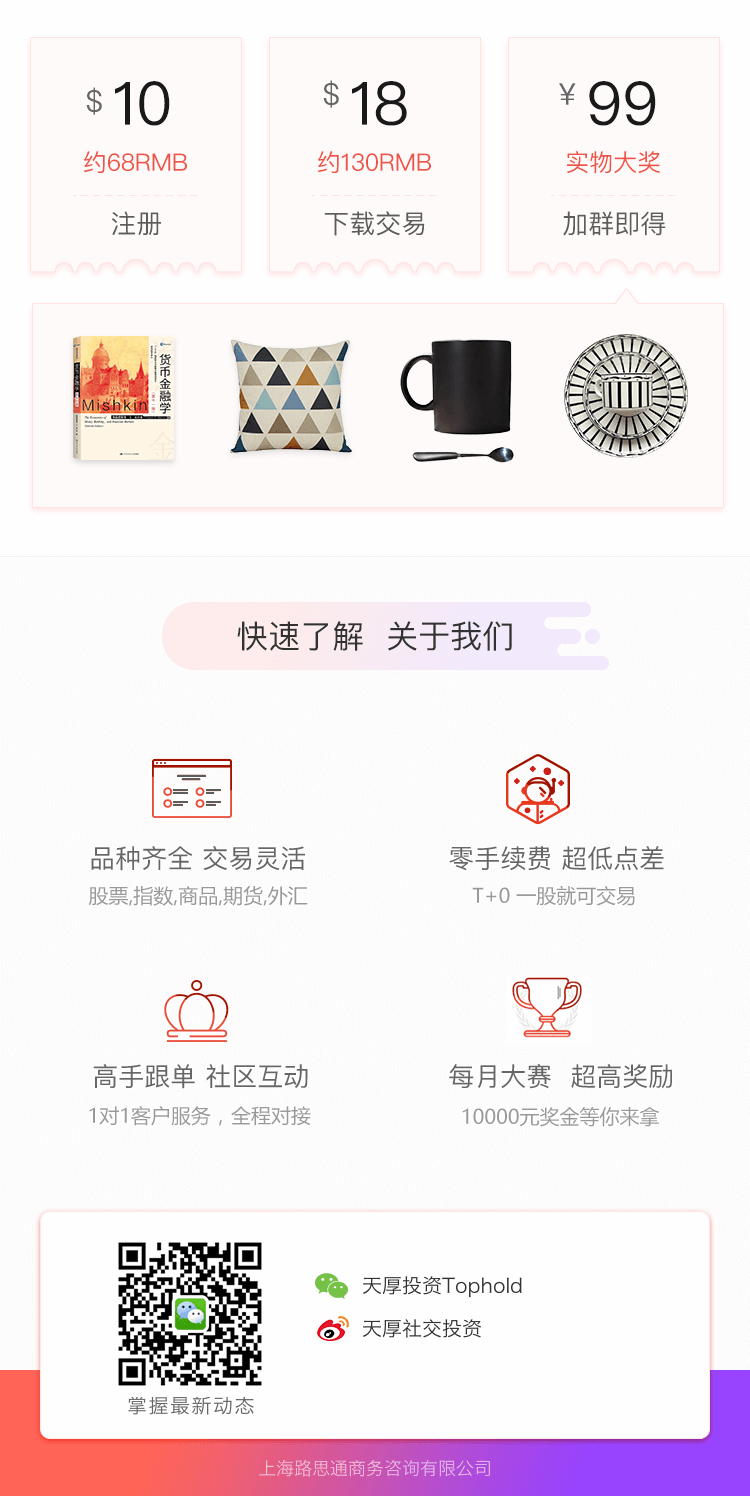 $ 10
约68RMB
注册
$ 18
约130RMB
下载交易
¥ 99
实物大奖
加群即得
货币金融学
Mishkin
快速了解 关于我们
品种齐全 交易灵活
股票,指数,商品,期货,外汇
零手续费 超低点差
T+0 一股就可交易
高手跟单 社区互动
1对1客户服务，全程对接
每月大赛 超高奖励
10000元奖金等你来拿
天厚投资Tophold
天厚社交投资
掌握最新动态
上海路思通商务咨询有限公司